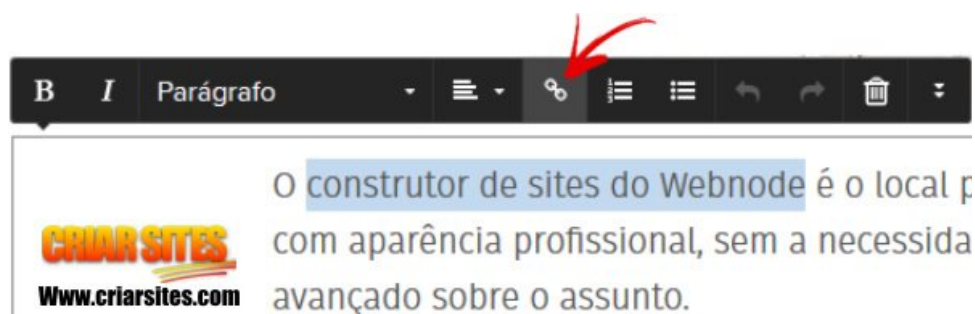 B I Parágrafo
O construtor de sites do Webnode é o local p
com aparência profissional, sem a necessida
avançado sobre o assunto.
CRIAR SITES
Www.criarsites.com